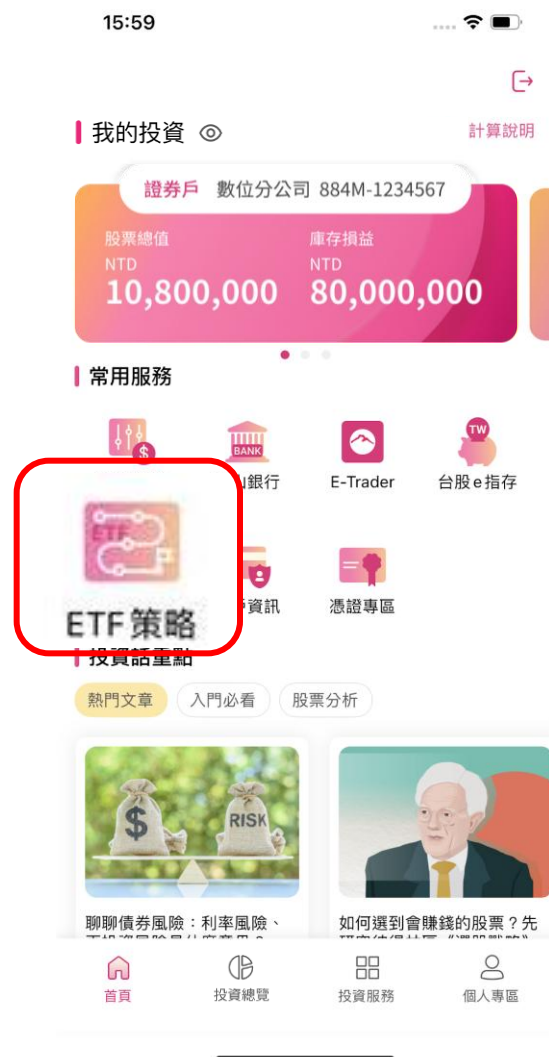 15:59
我的投資
計算說明
證券戶 數位分公司 884M-1234567
股票總值 庫存損益
NTD NTD
10,800,000 80,000,000
常用服務
$ BANK TW
銀行 E-Trader 台股e指存
ETF
ETF策略
資訊 憑證專區
投資話重點
熱門文章 入門必看 股票分析
$ RISK
聊聊債券風險：利率風險、 如何選到會賺錢的股票？先
首頁 投資總覽 投資服務 個人專區